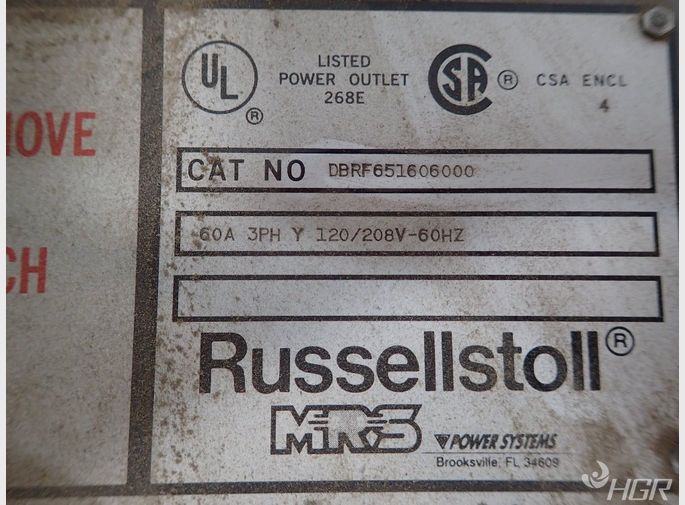 UL ®
LISTED
POWER OUTLET
268E
SA ®
CSA ENCL
4
MOVE
CAT NO DBRF651606000
60A 3PH Y 120/208V-60HZ
CH
Russellstoll®
MRS POWER SYSTEMS
Brooksville, FL 34609
HGR